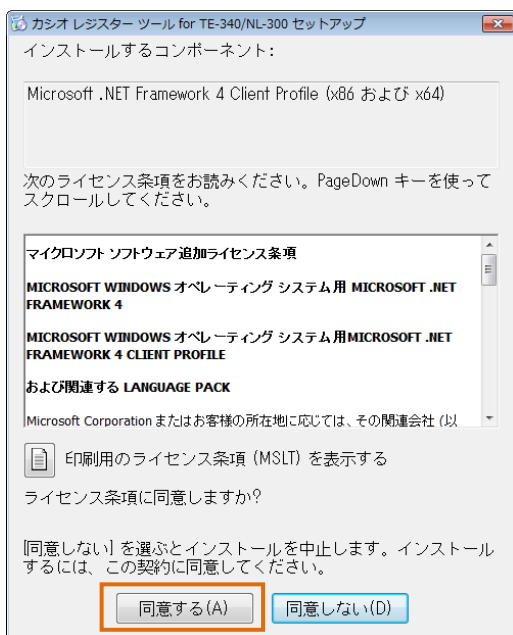 カシオ レジスター ツール for TE-340/NL-300 セットアップ
インストールするコンポーネント:
Microsoft .NET Framework 4 Client Profile (x86 および x64)
次のライセンス条項をお読みください。PageDown キーを使って
スクロールしてください。
マイクロソフト ソフトウェア追加ライセンス条項
MICROSOFT WINDOWS オペレーティング システム用 MICROSOFT .NET
FRAMEWORK 4
MICROSOFT WINDOWS オペレーティング システム用MICROSOFT .NET
FRAMEWORK 4 CLIENT PROFILE
および関連する LANGUAGE PACK
Microsoft Corporation またはお客様の所在地に応じては、その関連会社 (以
印刷用のライセンス条項 (MSLT) を表示する
ライセンス条項に同意しますか?
[同意しない] を選ぶとインストールを中止します。インストール
するには、この契約に同意してください。
同意する(A)
同意しない(D)